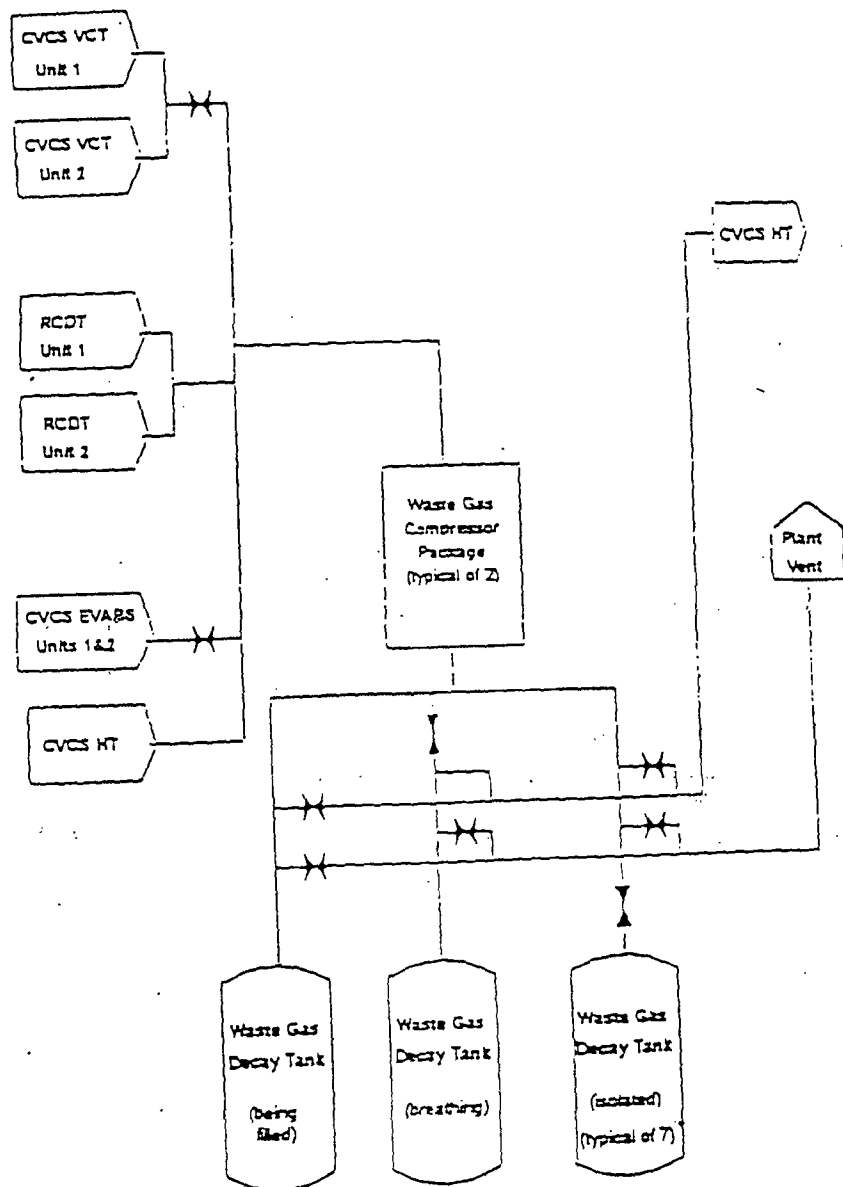 CVCS VCT
Unit 1
CVCS VCT
Unit 2
CVCS HT
RCDT
Unit 1
RCDT
Unit 2
Waste Gas
Compressor
Package
(typical of 2)
Plant
Vent
CVCS EVAPS
Units 1&2
CVCS HT
Waste Gas
Decay Tank
(being
filled)
Waste Gas
Decay Tank
(breathing)
Waste Gas
Decay Tank
(isolated)
(typical of 7)